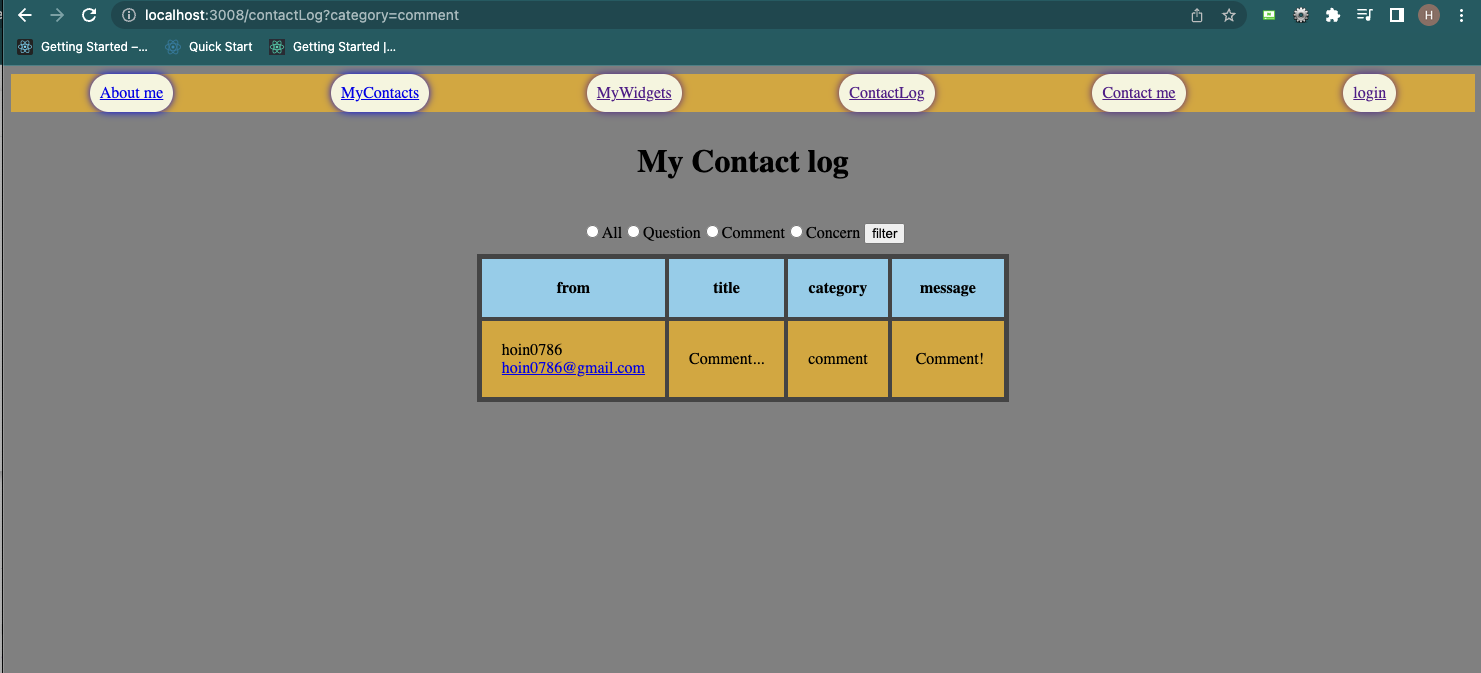 localhost:3008/contactLog?category=comment
H
Getting Started –... Quick Start Getting Started |...
About me MyContacts MyWidgets ContactLog Contact me login
My Contact log
All Question Comment Concern filter
from title category message
hoin0786
hoin0786@gmail.com Comment... comment Comment!